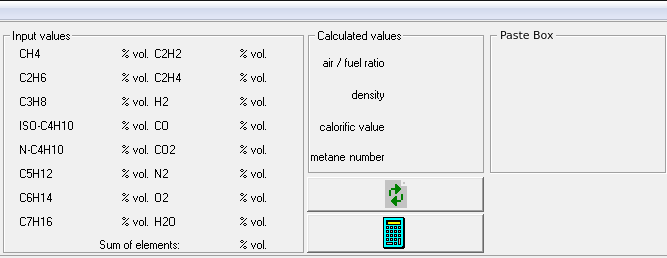 Input values
CH4 % vol. C2H2 % vol.
C2H6 % vol. C2H4 % vol.
C3H8 % vol. H2 % vol.
ISO-C4H10 % vol. CO % vol.
N-C4H10 % vol. CO2 % vol.
C5H12 % vol. N2 % vol.
C6H14 % vol. O2 % vol.
C7H16 % vol. H2O % vol.
Sum of elements: % vol.
Calculated values
air / fuel ratio
density
calorific value
metane number
Paste Box